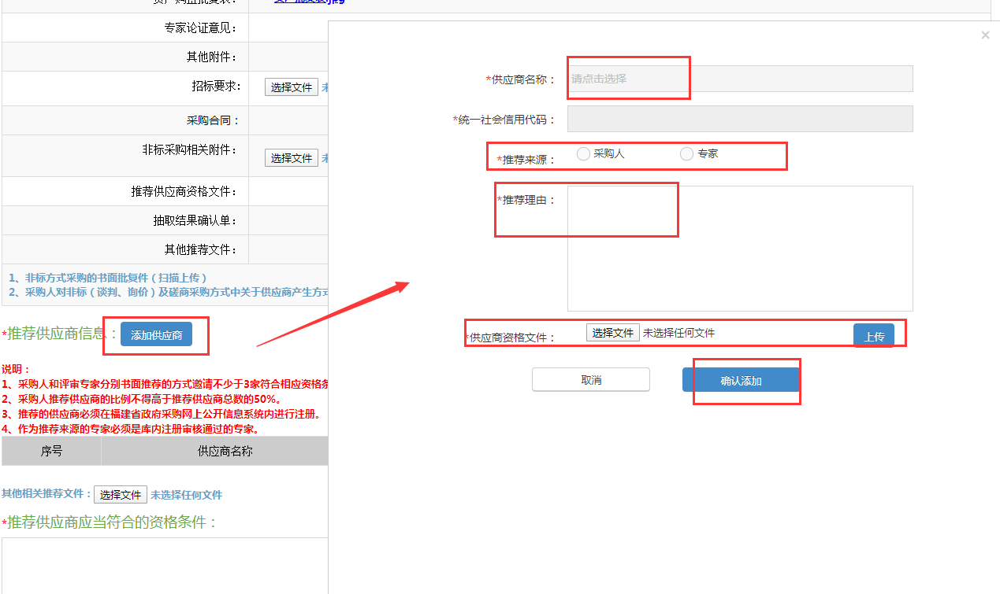 专家论证意见：
其他附件：
招标要求：
选择文件
采购合同：
非标采购相关附件：
选择文件
推荐供应商资格文件：
抽取结果确认单：
其他推荐文件：
1、非标方式采购的书面批复件（扫描上传）
2、采购人对非标（谈判、询价）及磋商采购方式中关于供应商产生方式
*推荐供应商信息：
添加供应商
说明：
1、采购人和评审专家分别书面推荐的方式邀请不少于3家符合相应资格条
2、采购人推荐供应商的比例不得高于推荐供应商总数的50%。
3、推荐的供应商必须在福建省政府采购网上公开信息系统内进行注册。
4、作为推荐来源的专家必须是库内注册审核通过的专家。
序号 供应商名称
其他相关推荐文件：选择文件 未选择任何文件
*推荐供应商应当符合的资格条件：
×
*供应商名称： 请点击选择
*统一社会信用代码：
*推荐来源： 采购人 专家
*推荐理由：
*供应商资格文件： 选择文件 未选择任何文件 上传
取消 确认添加